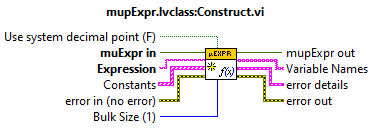 mupExpr.lvclass:Construct.vi
Use system decimal point (F)
muExpr in
mupExpr out
Expression
Variable Names
Constants
error details
error in (no error)
error out
Bulk Size (1)
µEXPR
f(x)